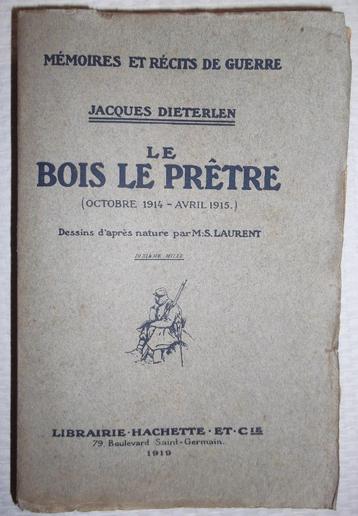 MÉMOIRES ET RÉCITS DE GUERRE
JACQUES DIETERLEN
LE
BOIS LE PRÊTRE
(OCTOBRE 1914 - AVRIL 1915.)
Dessins d'après nature par M.S. LAURENT
MILLE
LIBRAIRIE · HACHETTE · ET · CIE
79, Boulevard Saint-Germain.
1919